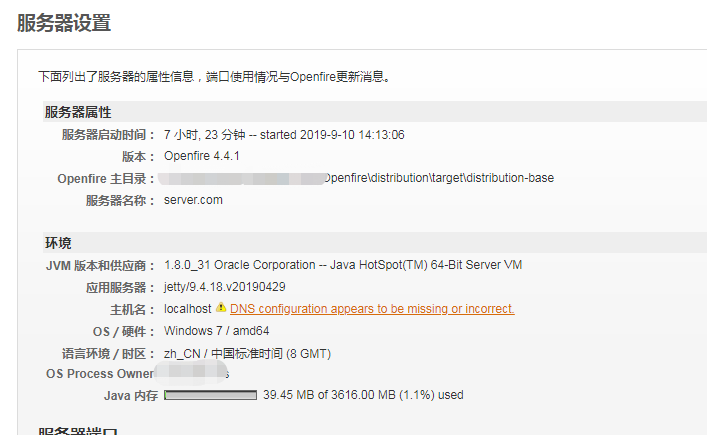 服务器设置
下面列出了服务器的属性信息，端口使用情况与Openfire更新消息。
服务器属性
服务器启动时间： 7 小时, 23 分钟 -- started 2019-9-10 14:13:06
版本： Openfire 4.4.1
Openfire 主目录： Openfire\distribution\target\distribution-base
服务器名称： server.com
环境
JVM 版本和供应商： 1.8.0_31 Oracle Corporation -- Java HotSpot(TM) 64-Bit Server VM
应用服务器： jetty/9.4.18.v20190429
主机名： localhost DNS configuration appears to be missing or incorrect.
OS / 硬件： Windows 7 / amd64
语言环境 / 时区： zh_CN / 中国标准时间 (8 GMT)
OS Process Owner
Java 内存 39.45 MB of 3616.00 MB (1.1%) used
服务器端口